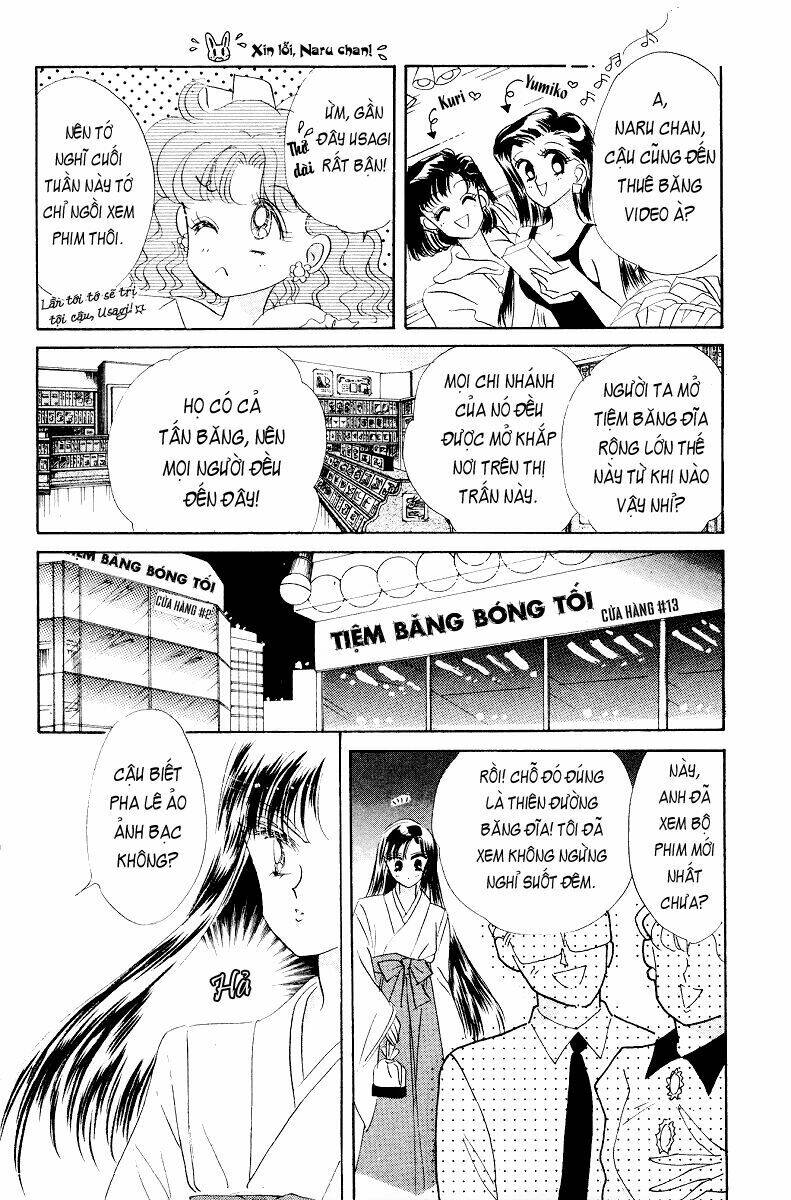 Xin lỗi, Naru chan!
A,
NARU CHAN,
CẬU CŨNG ĐẾN
THUÊ BĂNG
VIDEO À?
Yumiko
Kuri
ỪM, GẦN
ĐÂY USAGI
RẤT BẬN!
Thở
dài
NÊN TỚ
NGHĨ CUỐI
TUẦN NÀY TỚ
CHỈ NGỒI XEM
PHIM THÔI.
Lần tới tớ sẽ trị
tội cậu, Usagi!
NGƯỜI TA MỞ
TIỆM BĂNG ĐĨA
RỘNG LỚN THẾ
NÀY TỪ KHI NÀO
VẬY NHỈ?
MỌI CHI NHÁNH
CỦA NÓ ĐỀU
ĐƯỢC MỞ KHẮP
NƠI TRÊN THỊ
TRẤN NÀY.
HỌ CÓ CẢ
TẤN BĂNG, NÊN
MỌI NGƯỜI ĐỀU
ĐẾN ĐÂY!
TIỆM BĂNG BÓNG TỐI
CỬA HÀNG #13
TIỆM BĂNG BÓNG TỐI
CỬA HÀNG
NÀY,
ANH ĐÃ
XEM BỘ
PHIM MỚI
NHẤT
CHƯA?
RỒI! CHỖ ĐÓ ĐÚNG
LÀ THIÊN ĐƯỜNG
BĂNG ĐĨA! TÔI ĐÃ
XEM KHÔNG NGỪNG
NGHỈ SUỐT ĐÊM.
CẬU BIẾT
PHA LÊ ẢO
ẢNH BẠC
KHÔNG?
Hả